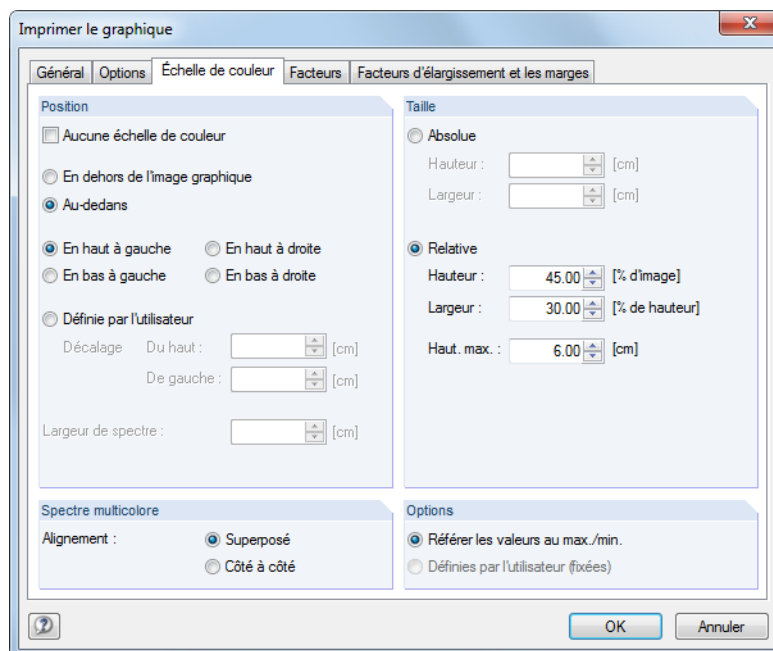 Imprimer le graphique
Général Options Échelle de couleur Facteurs Facteurs d'élargissement et les marges
Position
Aucune échelle de couleur
En dehors de l'image graphique
Au-dedans
En haut à gauche En haut à droite
En bas à gauche En bas à droite
Définie par l'utilisateur
Décalage Du haut : [cm]
De gauche : [cm]
Largeur de spectre : [cm]
Taille
Absolue
Hauteur : [cm]
Largeur : [cm]
Relative
Hauteur : 45.00 [% d'image]
Largeur : 30.00 [% de hauteur]
Haut. max. : 6.00 [cm]
Spectre multicolore
Alignement : Superposé
Côté à côté
Options
Référer les valeurs au max./min.
Définies par l'utilisateur (fixées)
OK Annuler